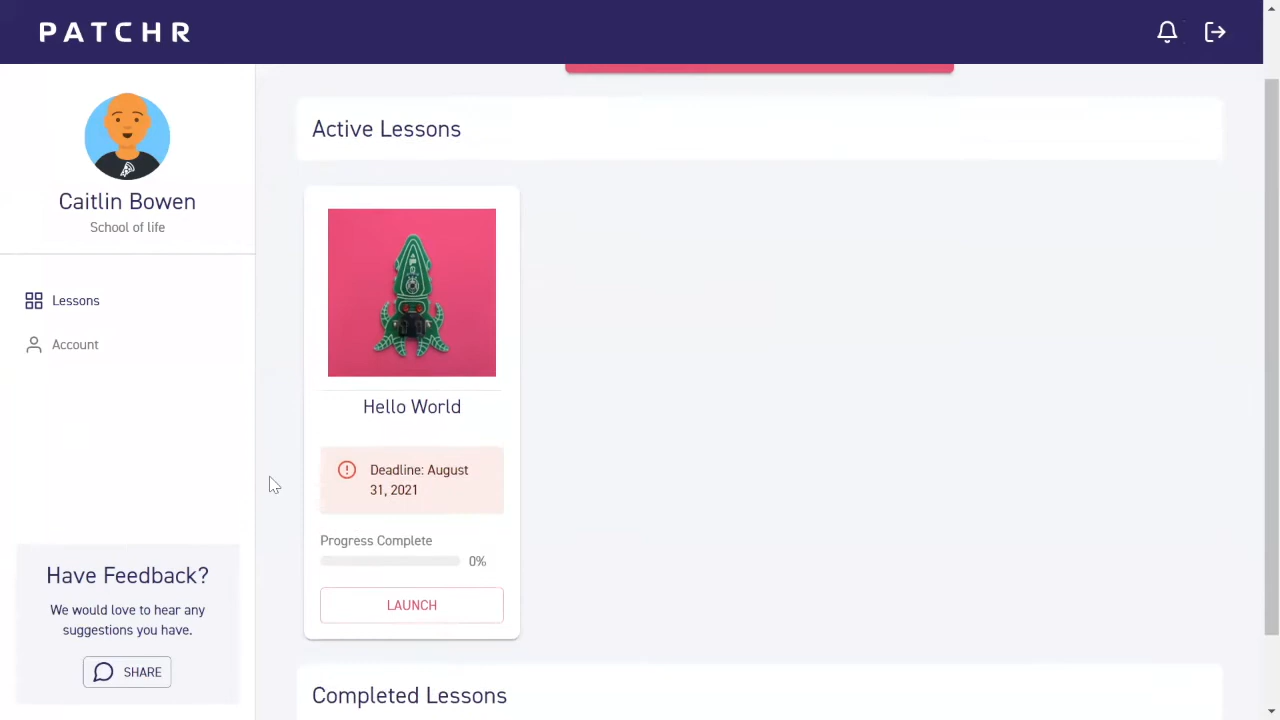 PATCHR
Caitlin Bowen
School of life
Lessons
Account
Have Feedback?
We would love to hear any
suggestions you have.
SHARE
Active Lessons
Hello World
Deadline: August
31, 2021
Progress Complete
0%
LAUNCH
Completed Lessons